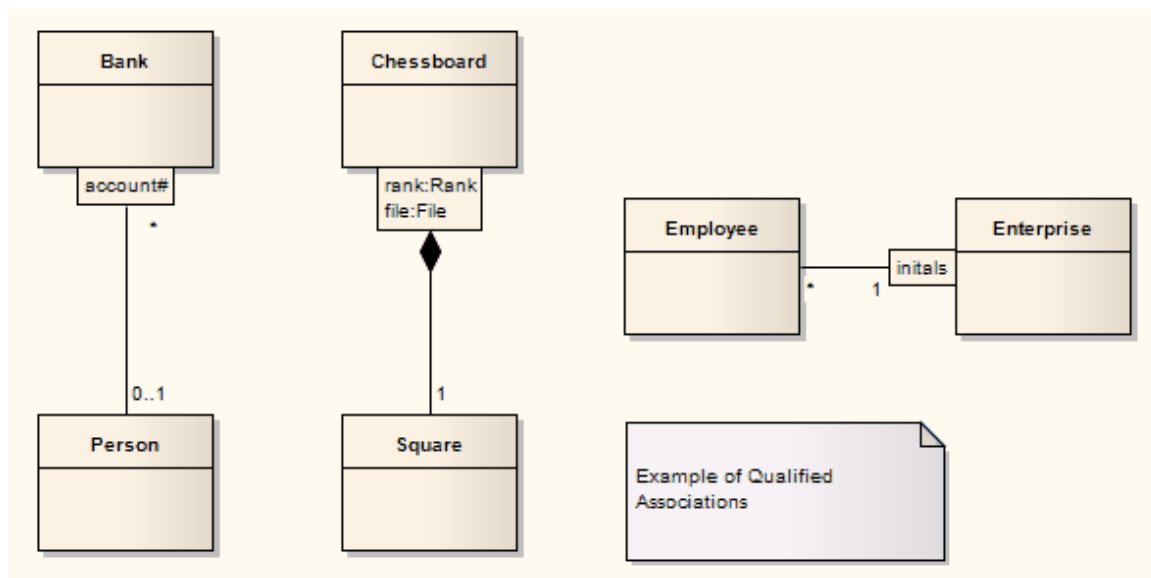 Bank
account#
*
0..1
Person
Chessboard
rank:Rank
file:File
1
Square
Employee
*
1
initals
Enterprise
Example of Qualified
Associations